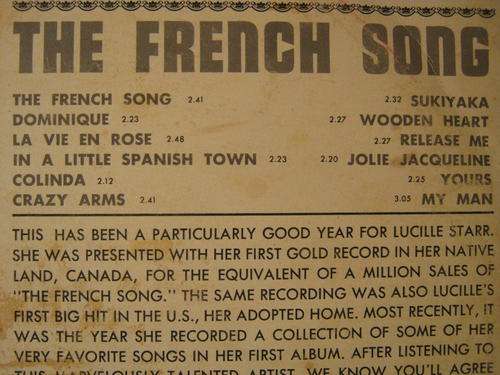 THE FRENCH SONG
THE FRENCH SONG 2.41 2.32 SUKIYAKA
DOMINIQUE 2.23 2.27 WOODEN HEART
LA VIE EN ROSE 2.48 2.27 RELEASE ME
IN A LITTLE SPANISH TOWN 2.23 2.20 JOLIE JACQUELINE
COLINDA 2.12 2.25 YOURS
CRAZY ARMS 2.41 3.05 MY MAN
THIS HAS BEEN A PARTICULARLY GOOD YEAR FOR LUCILLE STARR.
SHE WAS PRESENTED WITH HER FIRST GOLD RECORD IN HER NATIVE
LAND, CANADA, FOR THE EQUIVALENT OF A MILLION SALES OF
"THE FRENCH SONG." THE SAME RECORDING WAS ALSO LUCILLE'S
FIRST BIG HIT IN THE U.S., HER ADOPTED HOME. MOST RECENTLY, IT
WAS THE YEAR SHE RECORDED A COLLECTION OF SOME OF HER
VERY FAVORITE SONGS IN HER FIRST ALBUM. AFTER LISTENING TO
THIS MARVELOUSLY TALENTED ARTIST, WE KNOW YOU'LL AGREE